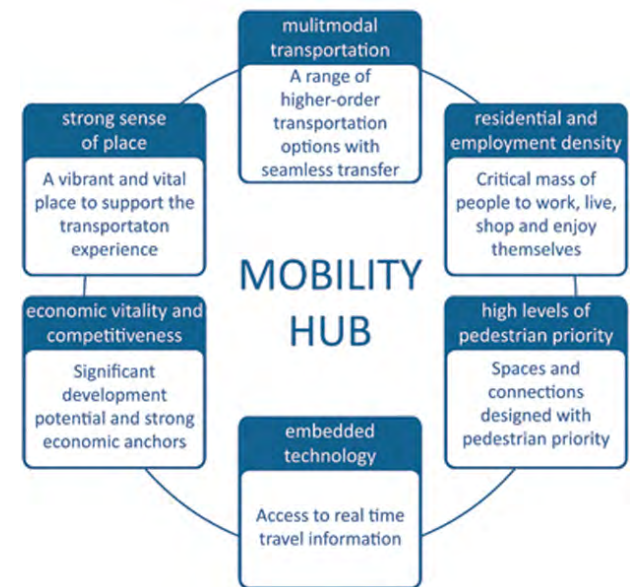 mulitmodal
transportation
A range of
higher-order
transportation
options with
seamless transfer
strong sense
of place
A vibrant and vital
place to support the
transportaton
experience
residential and
employment density
Critical mass of
people to work, live,
shop and enjoy
themselves
MOBILITY
HUB
economic vitality and
competitiveness
Significant
development
potential and strong
economic anchors
high levels of
pedestrian priority
Spaces and
connections
designed with
pedestrian priority
embedded
technology
Access to real time
travel information